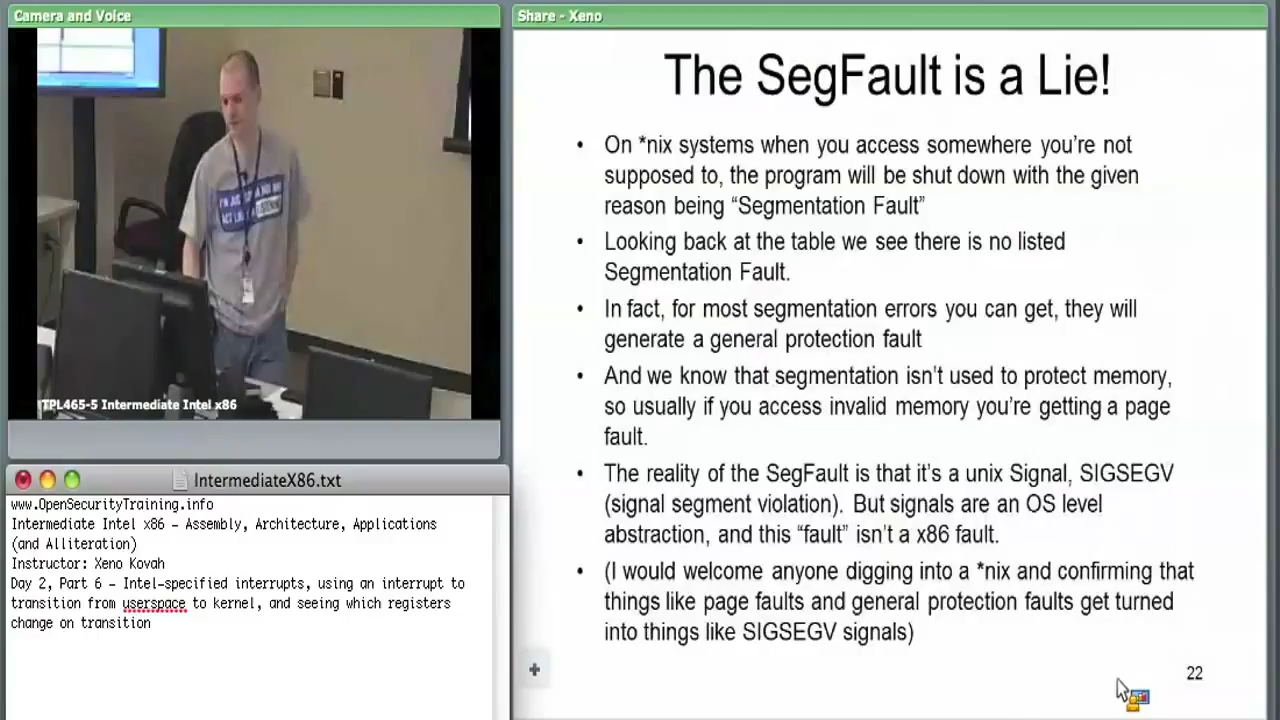 Camera and Voice
TPL465-5 Intermediate Intel x86
IntermediateX86.txt
www.OpenSecurityTraining.info
Intermediate Intel x86 – Assembly, Architecture, Applications
(and Alliteration)
Instructor: Xeno Kovah
Day 2, Part 6 – Intel-specified interrupts, using an interrupt to
transition from userspace to kernel, and seeing which registers
change on transition
Share - Xeno
The SegFault is a Lie!
• On *nix systems when you access somewhere you're not
supposed to, the program will be shut down with the given
reason being “Segmentation Fault”
• Looking back at the table we see there is no listed
Segmentation Fault.
• In fact, for most segmentation errors you can get, they will
generate a general protection fault
• And we know that segmentation isn't used to protect memory,
so usually if you access invalid memory you're getting a page
fault.
• The reality of the SegFault is that it's a unix Signal, SIGSEGV
(signal segment violation). But signals are an OS level
abstraction, and this “fault” isn't a x86 fault.
• (I would welcome anyone digging into a *nix and confirming that
things like page faults and general protection faults get turned
into things like SIGSEGV signals)
22